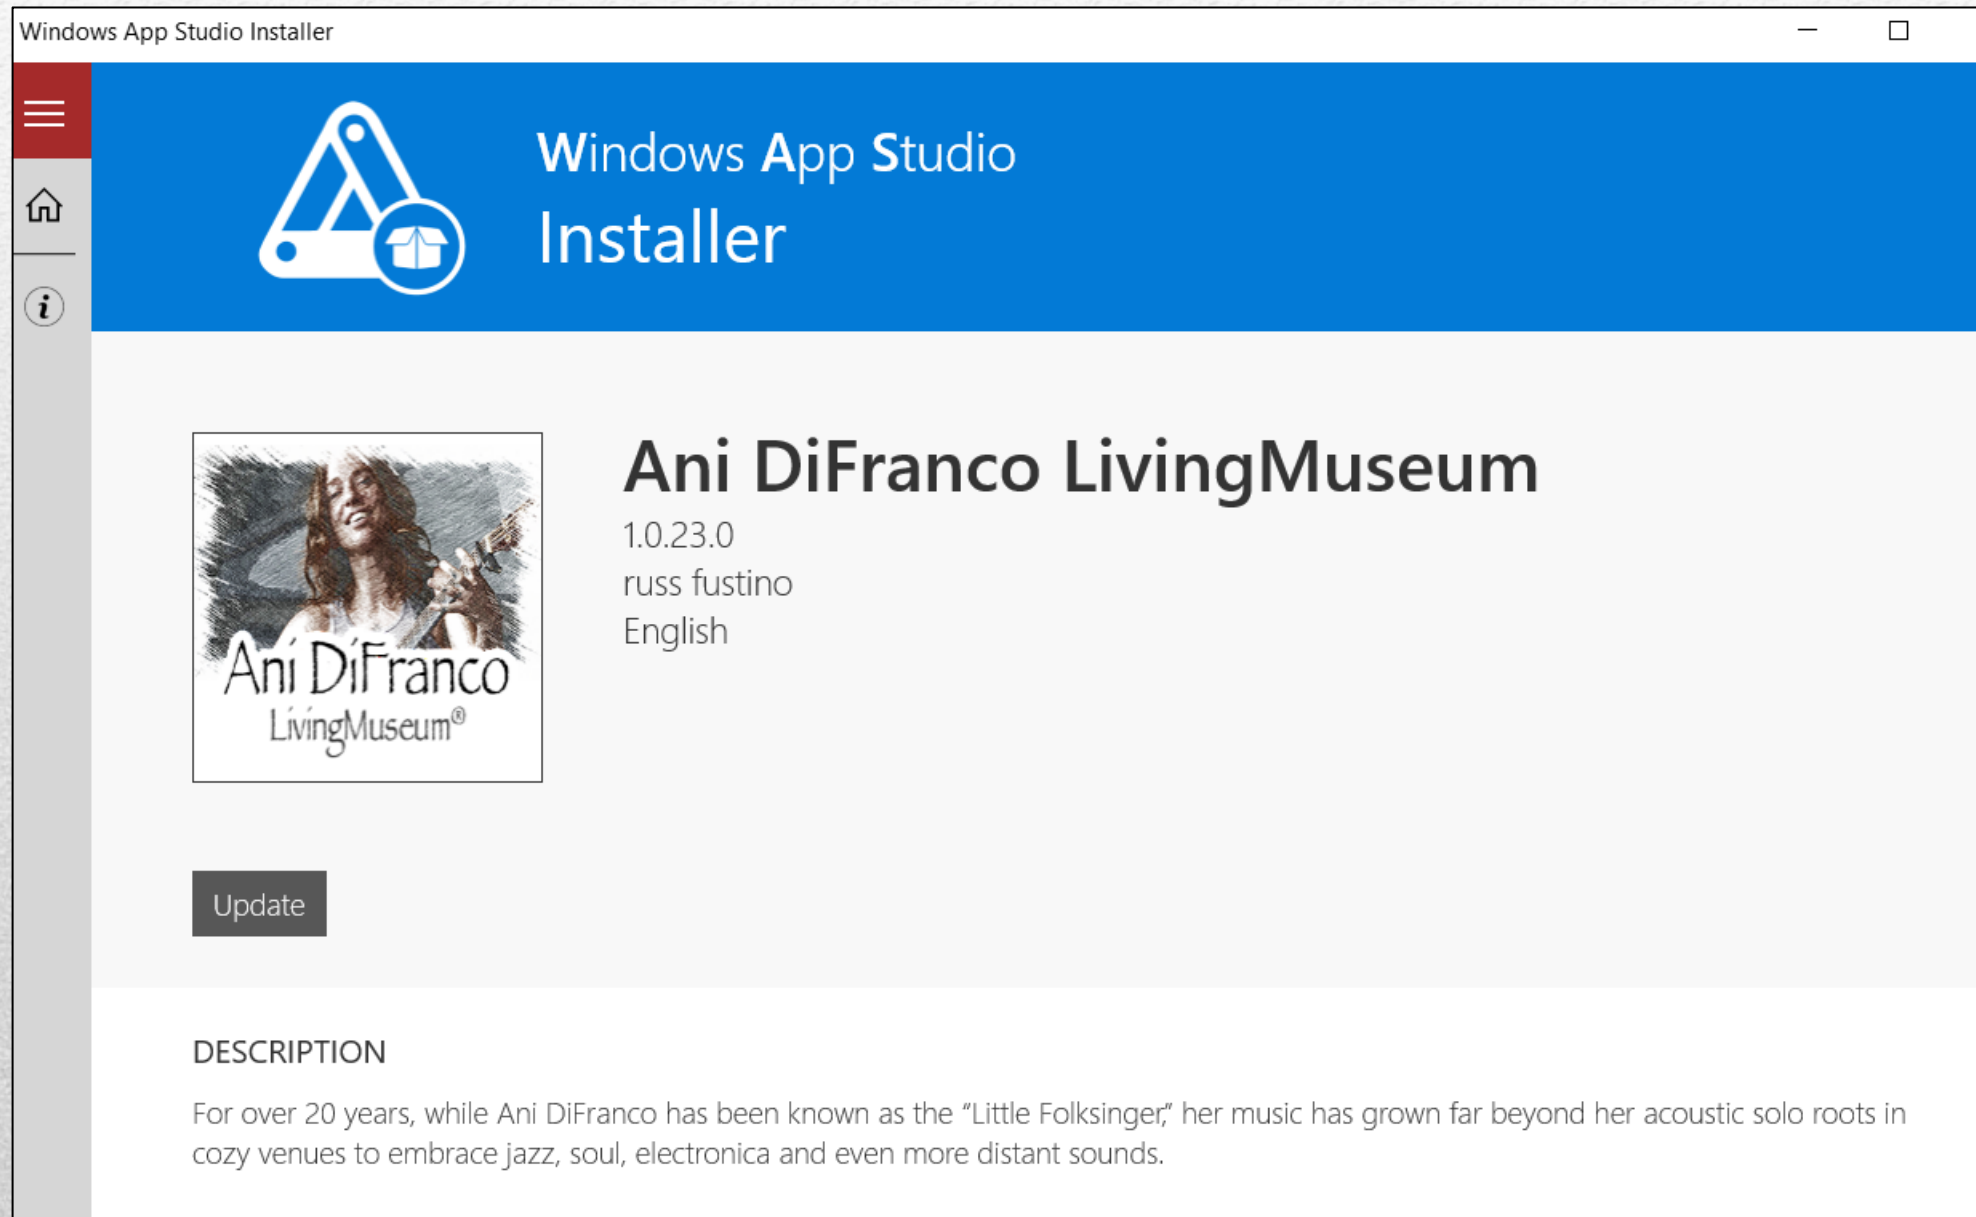 Windows App Studio Installer
Windows App Studio
Installer
Ani DiFranco
LivingMuseum®
Ani DiFranco LivingMuseum
1.0.23.0
russ fustino
English
Update
DESCRIPTION
For over 20 years, while Ani DiFranco has been known as the “Little Folksinger,” her music has grown far beyond her acoustic solo roots in
cozy venues to embrace jazz, soul, electronica and even more distant sounds.